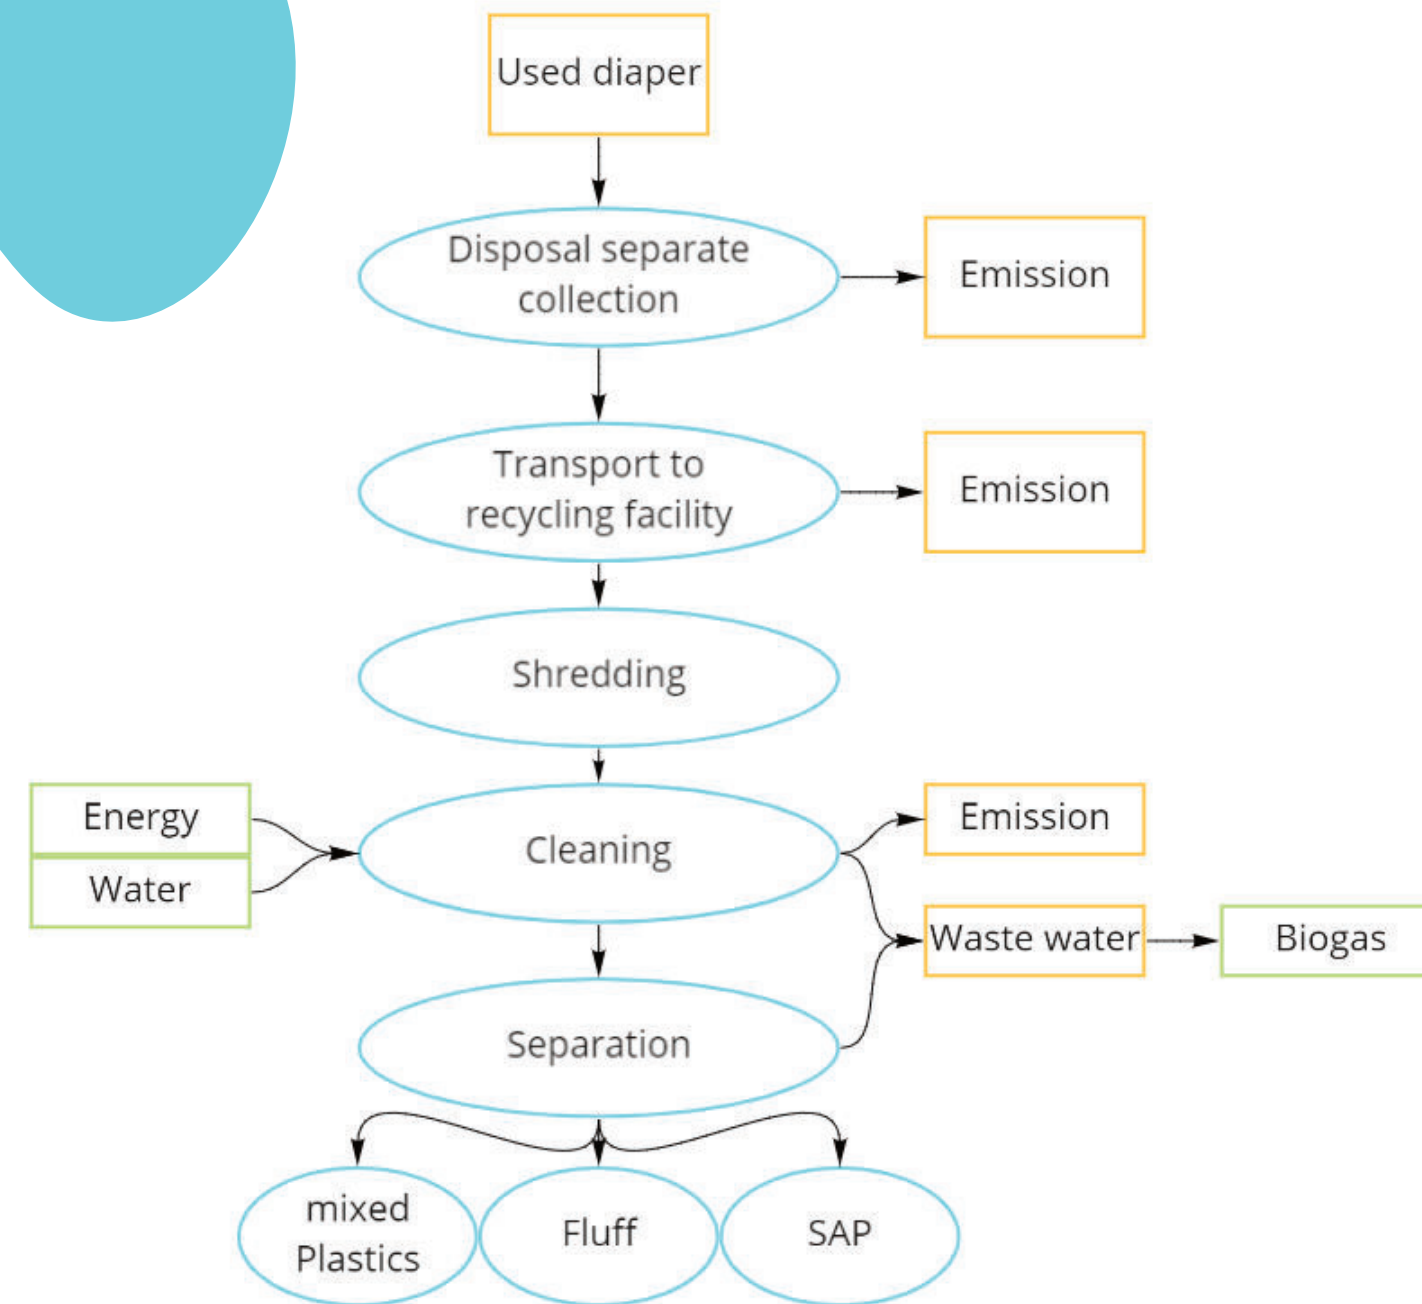 Used diaper
Disposal separate
collection
Emission
Transport to
recycling facility
Emission
Shredding
Energy
Water
Cleaning
Emission
Waste water
Biogas
Separation
mixed
Plastics
Fluff
SAP